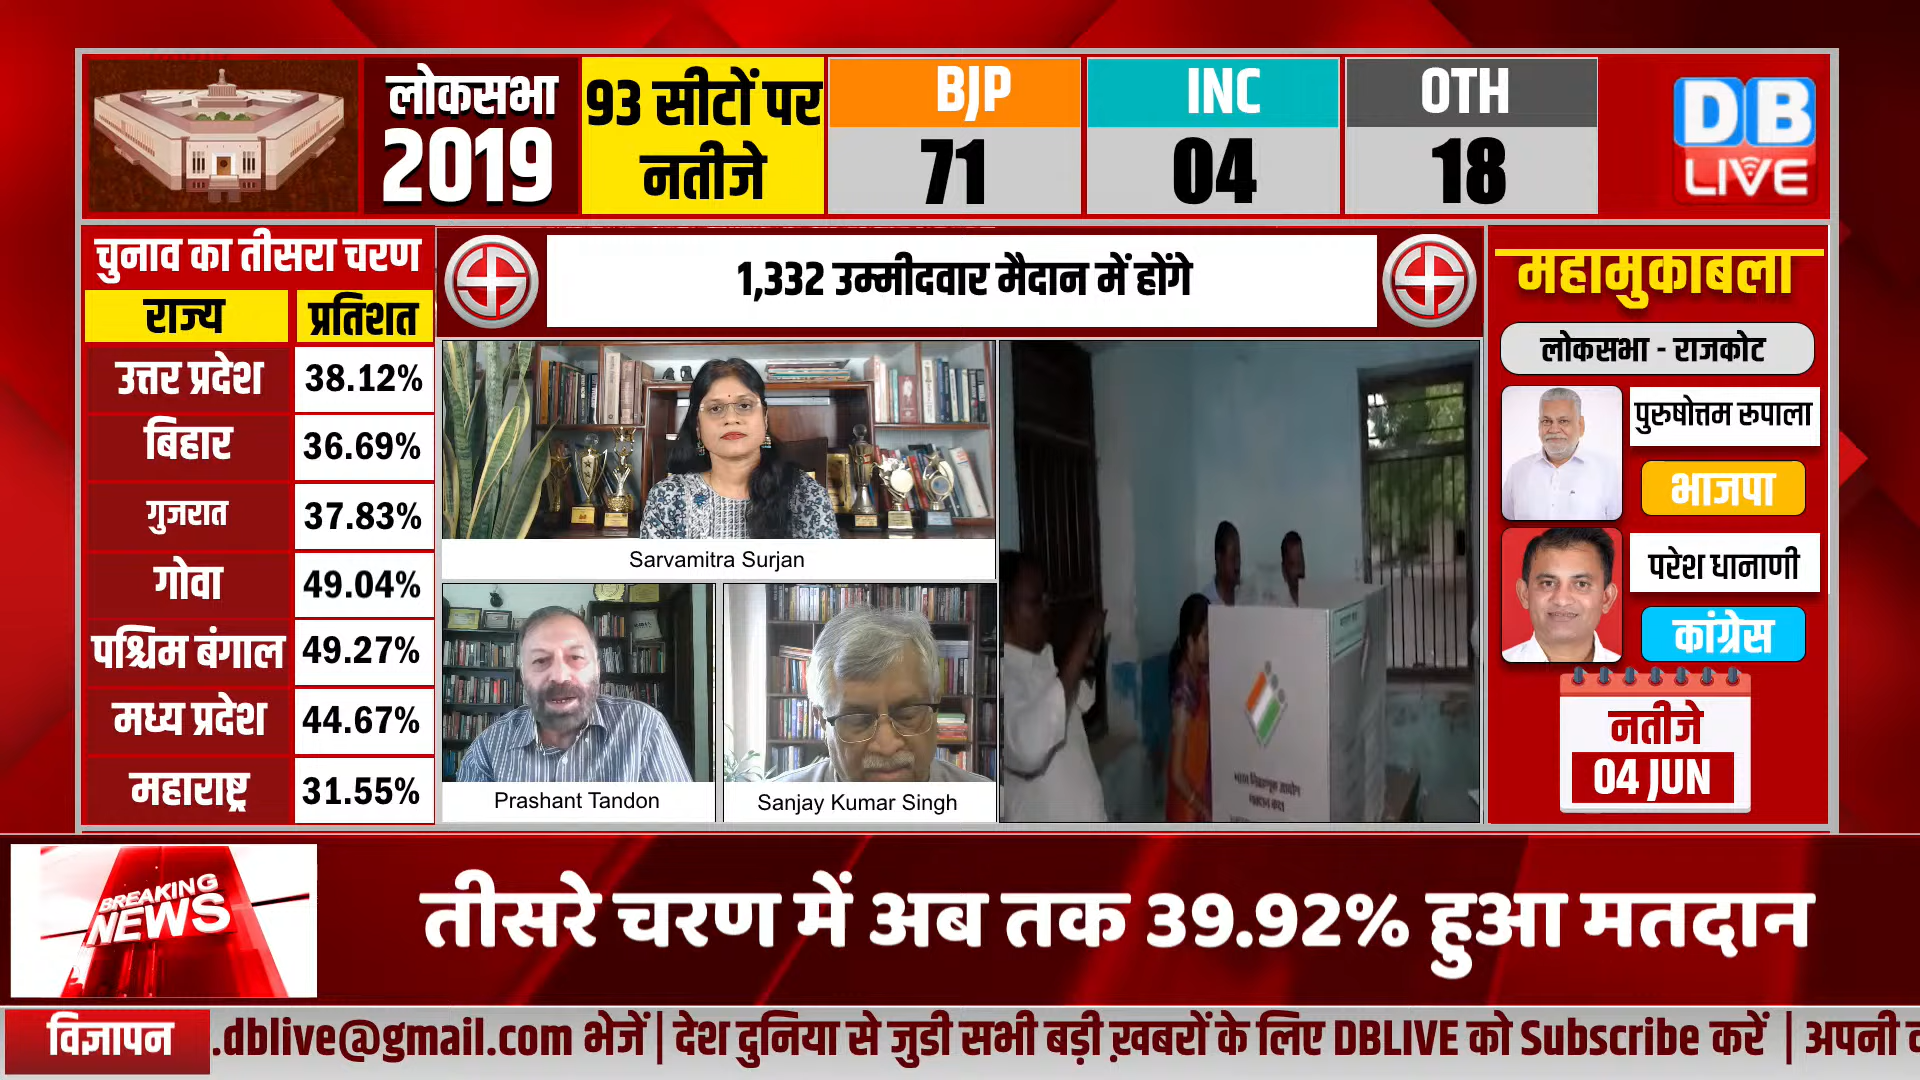 लोकसभा
2019
93 सीटों पर
नतीजे
BJP
71
INC
04
OTH
18
DB
LIVE
चुनाव का तीसरा चरण
राज्य प्रतिशत
उत्तर प्रदेश 38.12%
बिहार 36.69%
गुजरात 37.83%
गोवा 49.04%
पश्चिम बंगाल 49.27%
मध्य प्रदेश 44.67%
महाराष्ट्र 31.55%
1,332 उम्मीदवार मैदान में होंगे
Sarvamitra Surjan
Prashant Tandon
Sanjay Kumar Singh
महामुकाबला
लोकसभा - राजकोट
पुरुषोत्तम रूपाला
भाजपा
परेश धानाणी
कांग्रेस
नतीजे
04 JUN
BREAKING
NEWS
तीसरे चरण में अब तक 39.92% हुआ मतदान
विज्ञापन
.dblive@gmail.com भेजें | देश दुनिया से जुडी सभी बड़ी ख़बरों के लिए DBLIVE को Subscribe करें | अपनी